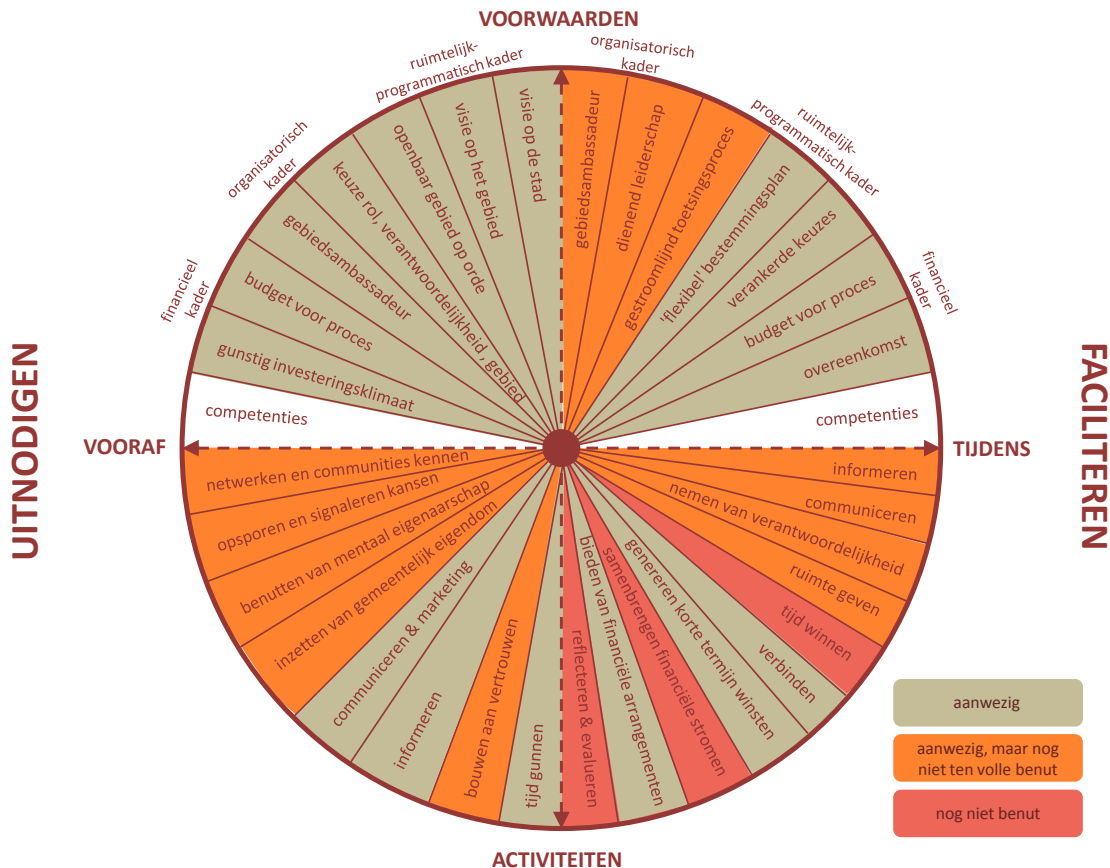 VOORWAARDEN
ruimtelijk-
programmatisch kader
organisatorisch
kader
ruimtelijk-
programmatisch kader
organisatorisch
kader
financieel
kader
financieel
kader
visie op de stad
visie op het gebied
openbaar gebied op orde
keuze rol, verantwoordelijkheid , gebied
gebiedsambassadeur
budget voor proces
gunstig investeringsklimaat
competenties
gebiedsambassadeur
dienend leiderschap
gestroomlijnd toetsingsproces
'flexibel' bestemmingsplan
verankerde keuzes
budget voor proces
overeenkomst
competenties
UITNODIGEN
FACILITEREN
VOORAF
TIJDENS
netwerken en communities kennen
opsporen en signaleren kansen
benutten van mentaal eigenaarschap
inzetten van gemeentelijk eigendom
communiceren & marketing
informeren
bouwen aan vertrouwen
tijd gunnen
informeren
communiceren
nemen van verantwoordelijkheid
ruimte geven
tijd winnen
verbinden
genereren korte termijn winsten
samenbrengen financiële stromen
bieden van financiële arrangementen
reflecteren & evalueren
ACTIVITEITEN
aanwezig
aanwezig, maar nog
niet ten volle benut
nog niet benut